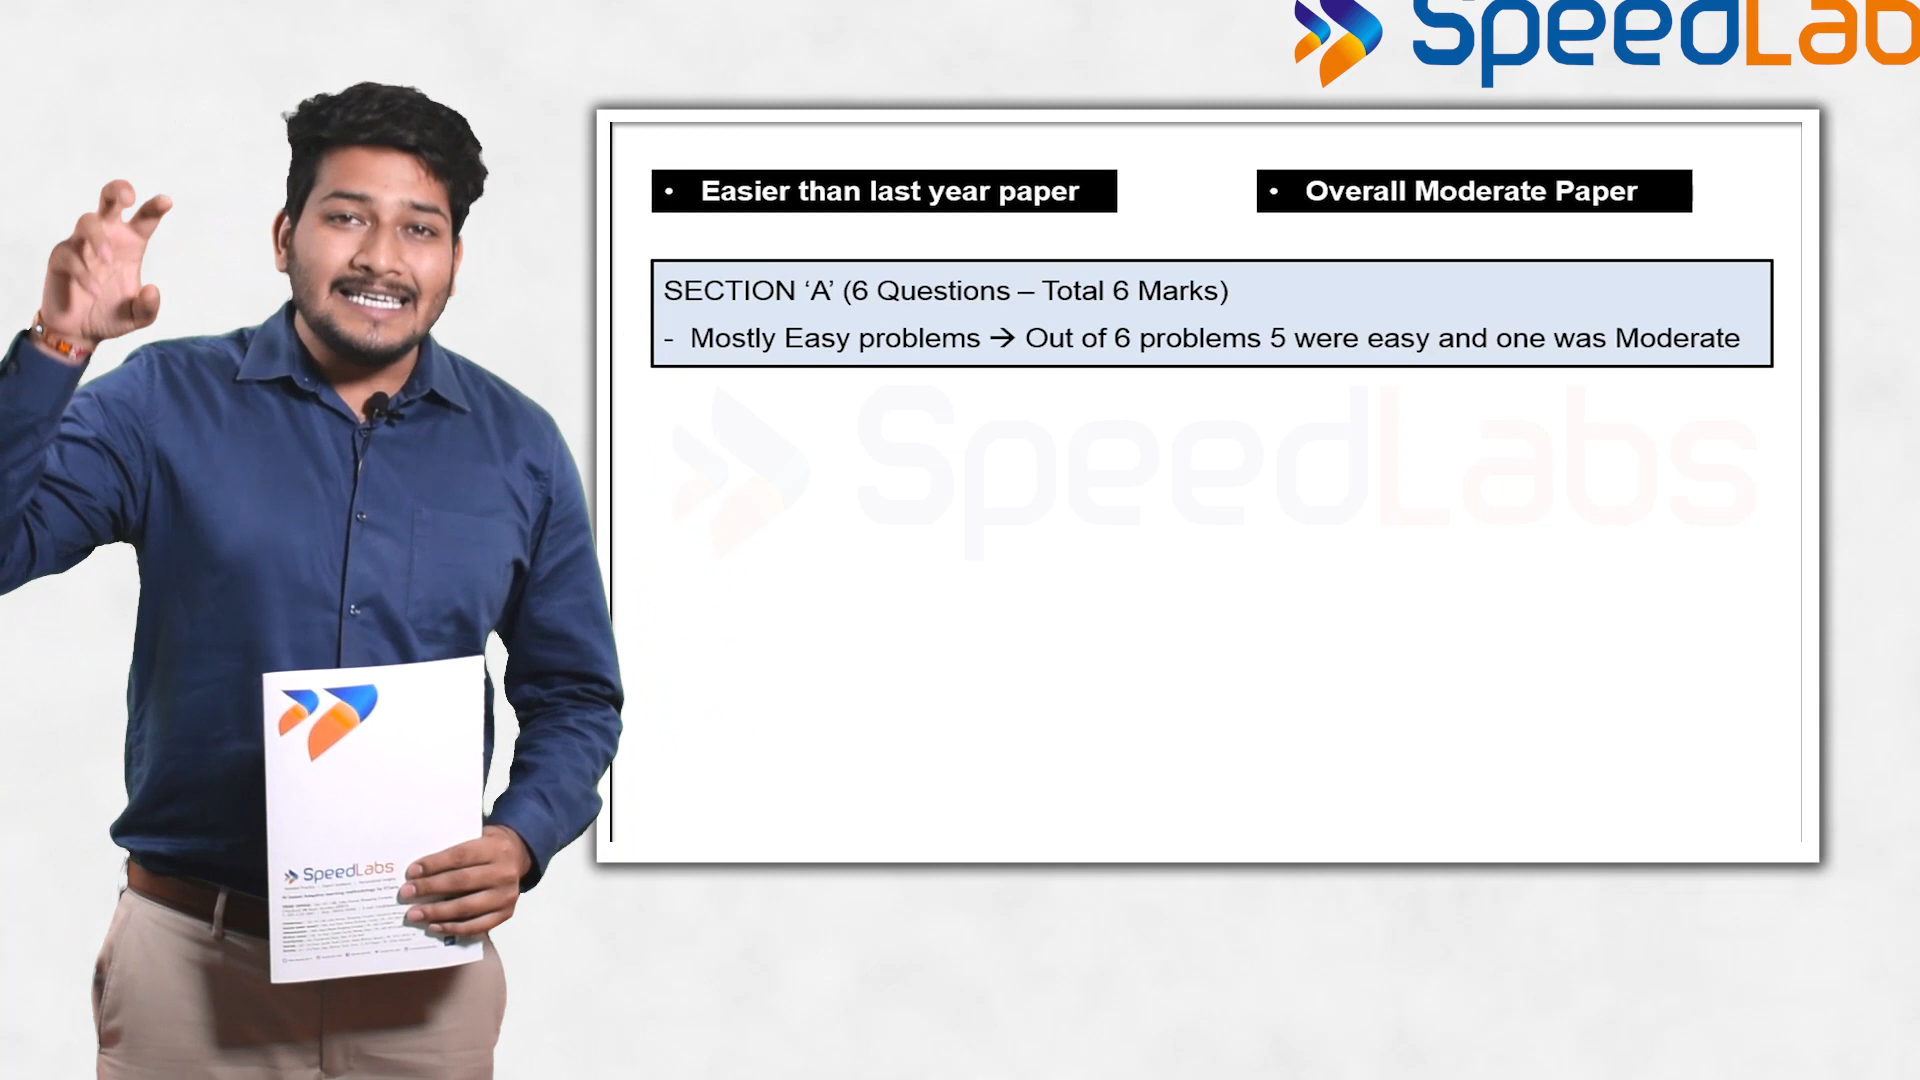 SpeedLab
• Easier than last year paper
• Overall Moderate Paper
SECTION ‘A’ (6 Questions – Total 6 Marks)
- Mostly Easy problems → Out of 6 problems 5 were easy and one was Moderate
SpeedLabs
SpeedLabs